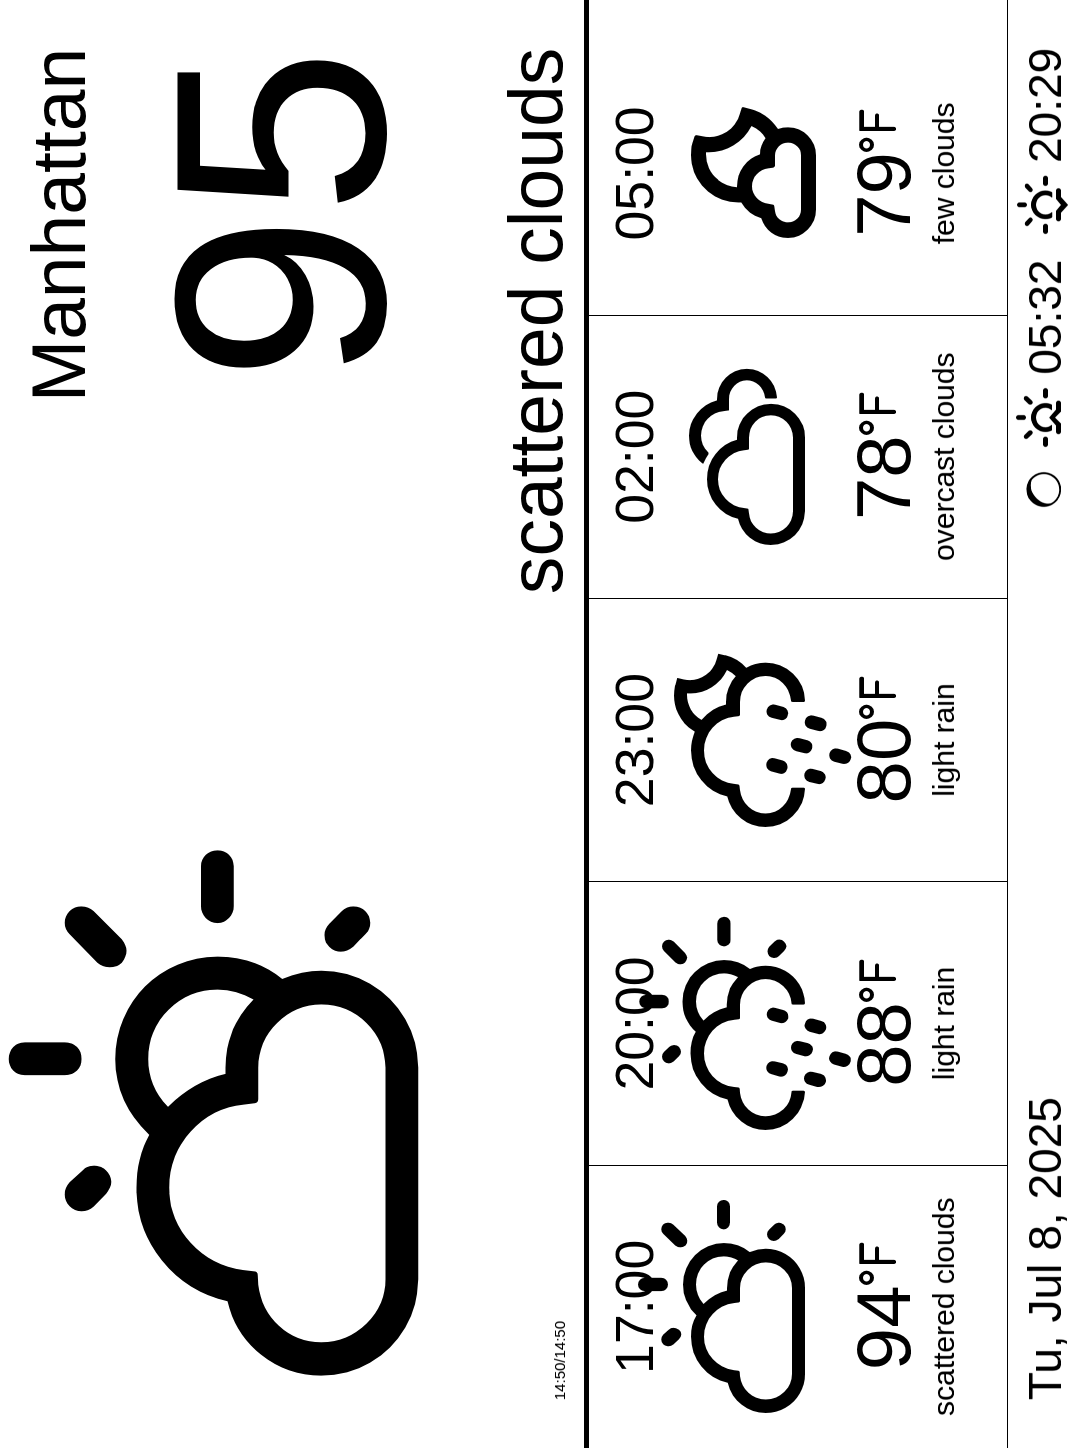 Manhattan
95
scattered clouds
14:50/14:50
17:00 20:00 23:00 02:00 05:00
94°F 88°F 80°F 78°F 79°F
scattered clouds light rain light rain overcast clouds few clouds
Tu, Jul 8, 2025 05:32 20:29